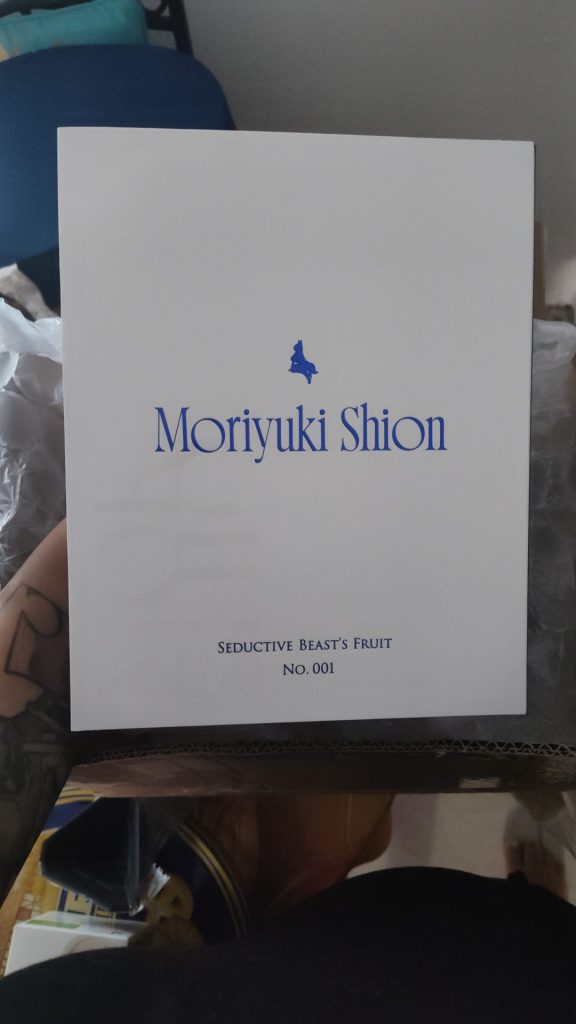 Moriyuki Shion
SEDUCTIVE BEAST'S FRUIT
NO. 001